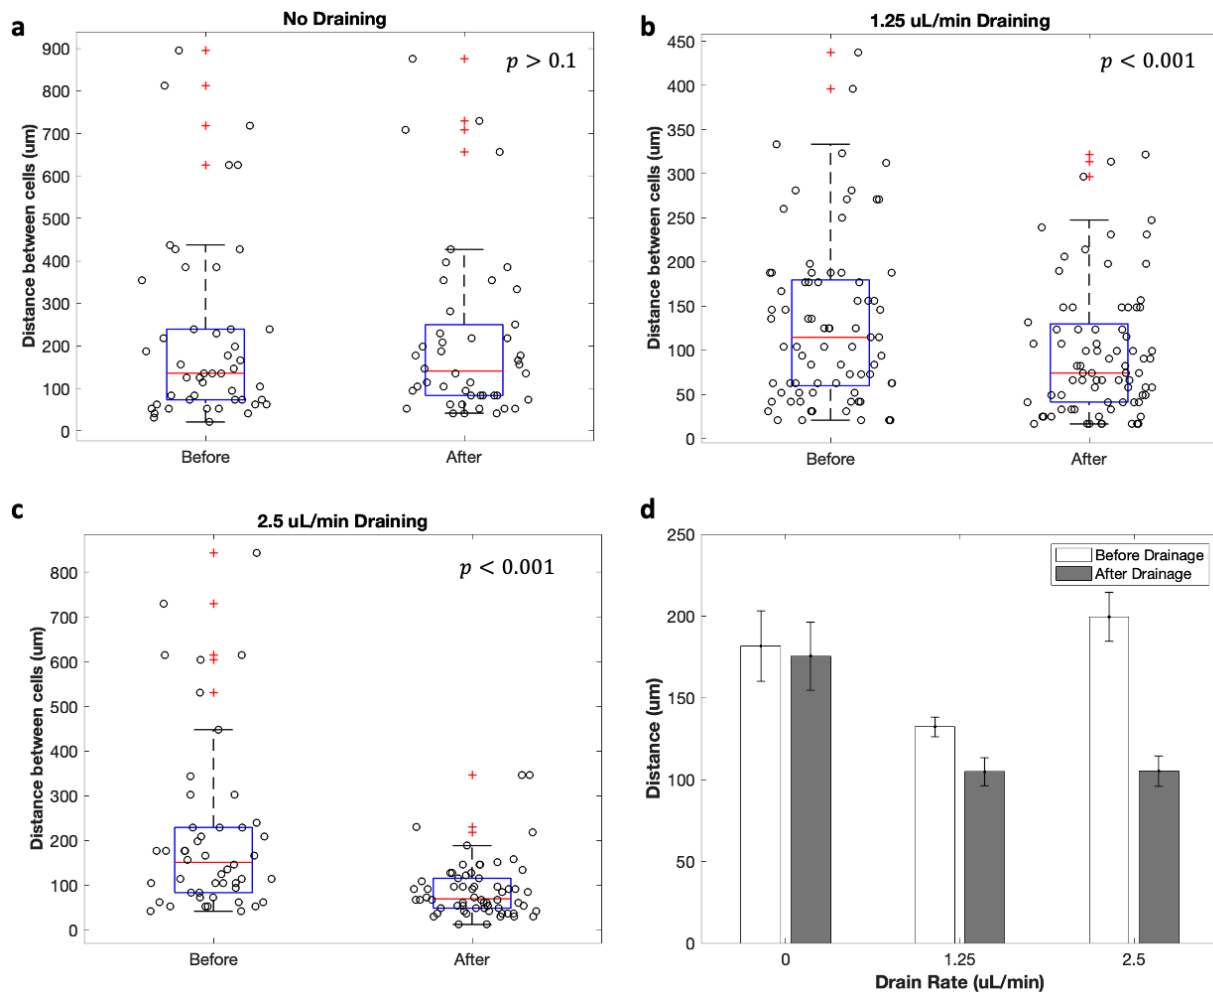 a
No Draining
p > 0.1
Distance between cells (um)
900
800
700
600
500
400
300
200
100
0
Before
After
b
1.25 uL/min Draining
p < 0.001
Distance between cells (um)
450
400
350
300
250
200
150
100
50
0
Before
After
c
2.5 uL/min Draining
p < 0.001
Distance between cells (um)
800
700
600
500
400
300
200
100
0
Before
After
d
Before Drainage
After Drainage
Distance (um)
250
200
150
100
50
0
0
1.25
2.5
Drain Rate (uL/min)